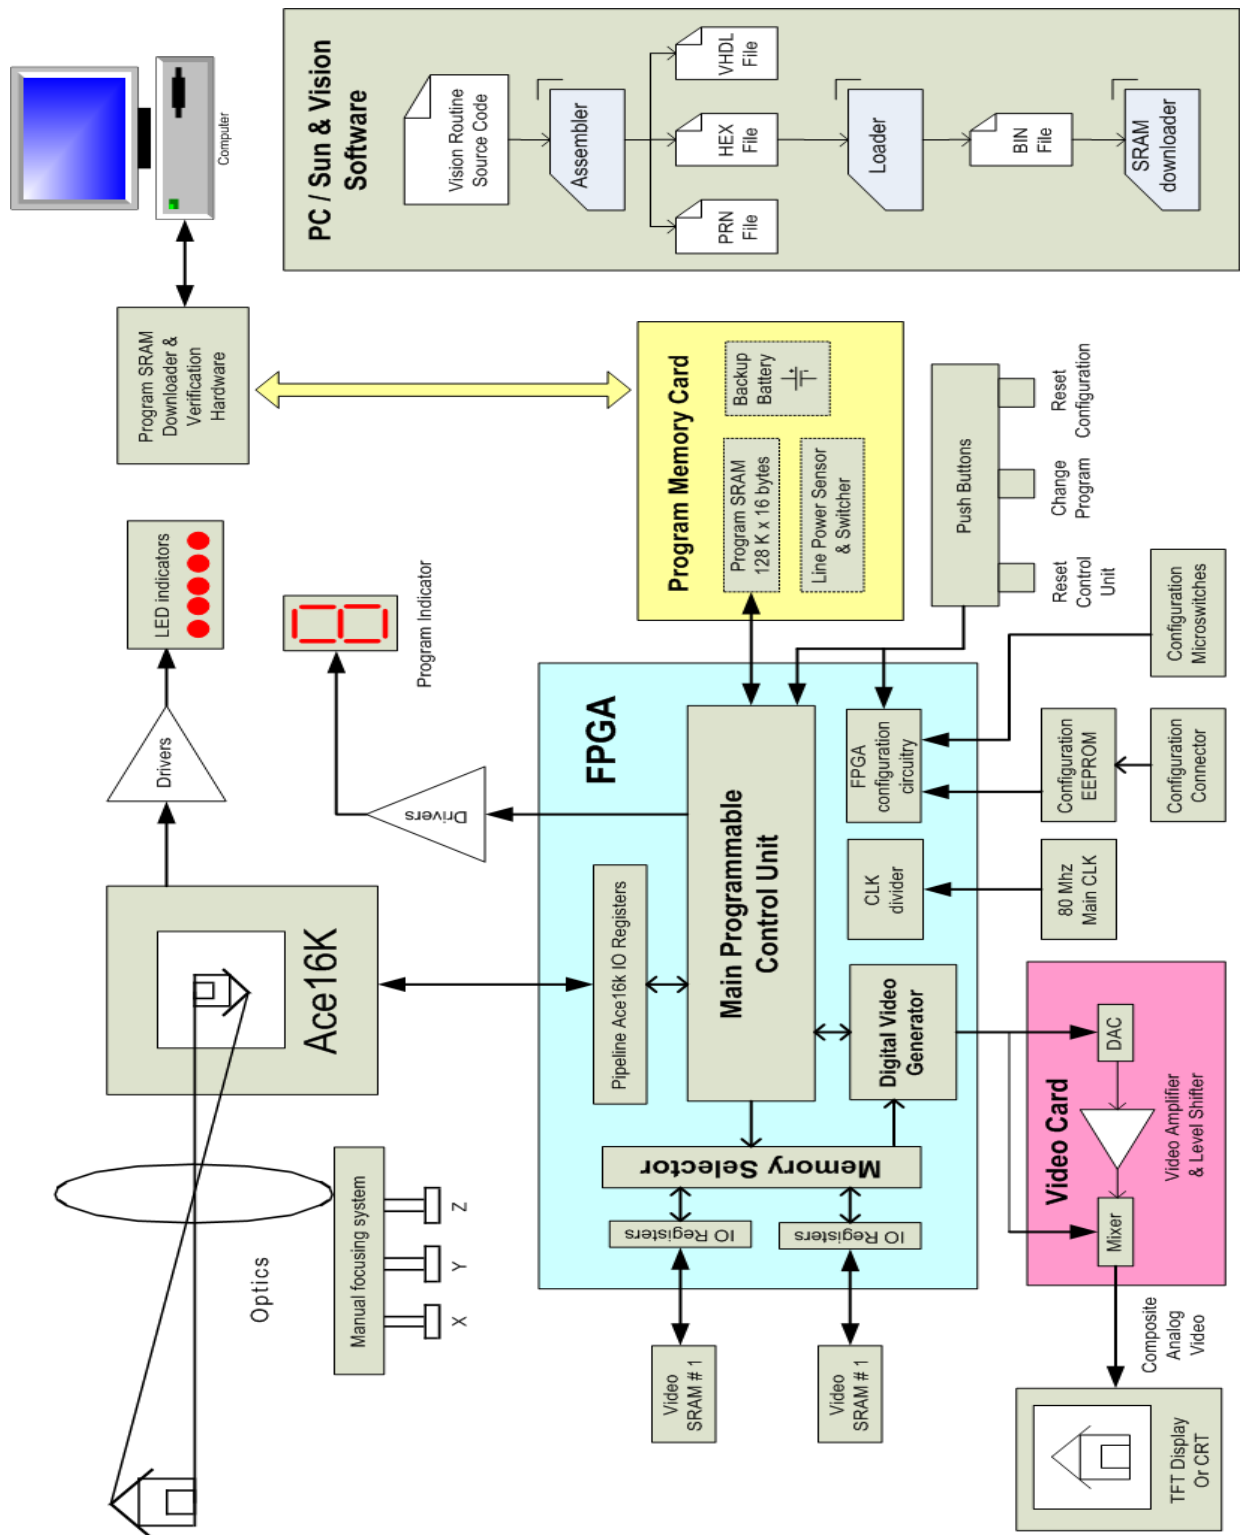 Computer
PC / Sun & Vision
Software
Vision Routine
Source Code
Assembler
VHDL
File
HEX
File
PRN
File
Loader
BIN
File
SRAM
downloader
Program SRAM
Downloader &
Verification
Hardware
LED indicators
Drivers
Program Indicator
Drivers
Program Memory Card
Backup
Battery
Program SRAM
128 K x 16 bytes
Line Power Sensor
& Switcher
Push Buttons
Reset
Configuration
Change
Program
Reset
Control
Unit
Ace16K
Optics
Manual focusing system
X
Y
Z
FPGA
Pipeline Ace16k IO Registers
Main Programmable
Control Unit
FPGA
configuration
circuitry
CLK
divider
Digital Video
Generator
Memory Selector
IO Registers
IO Registers
Video
SRAM # 1
Video
SRAM # 1
Configuration
Microswitches
Configuration
EEPROM
Configuration
Connector
80 Mhz
Main CLK
Video Card
DAC
Video Amplifier
& Level Shifter
Mixer
Composite
Analog
Video
TFT Display
Or CRT